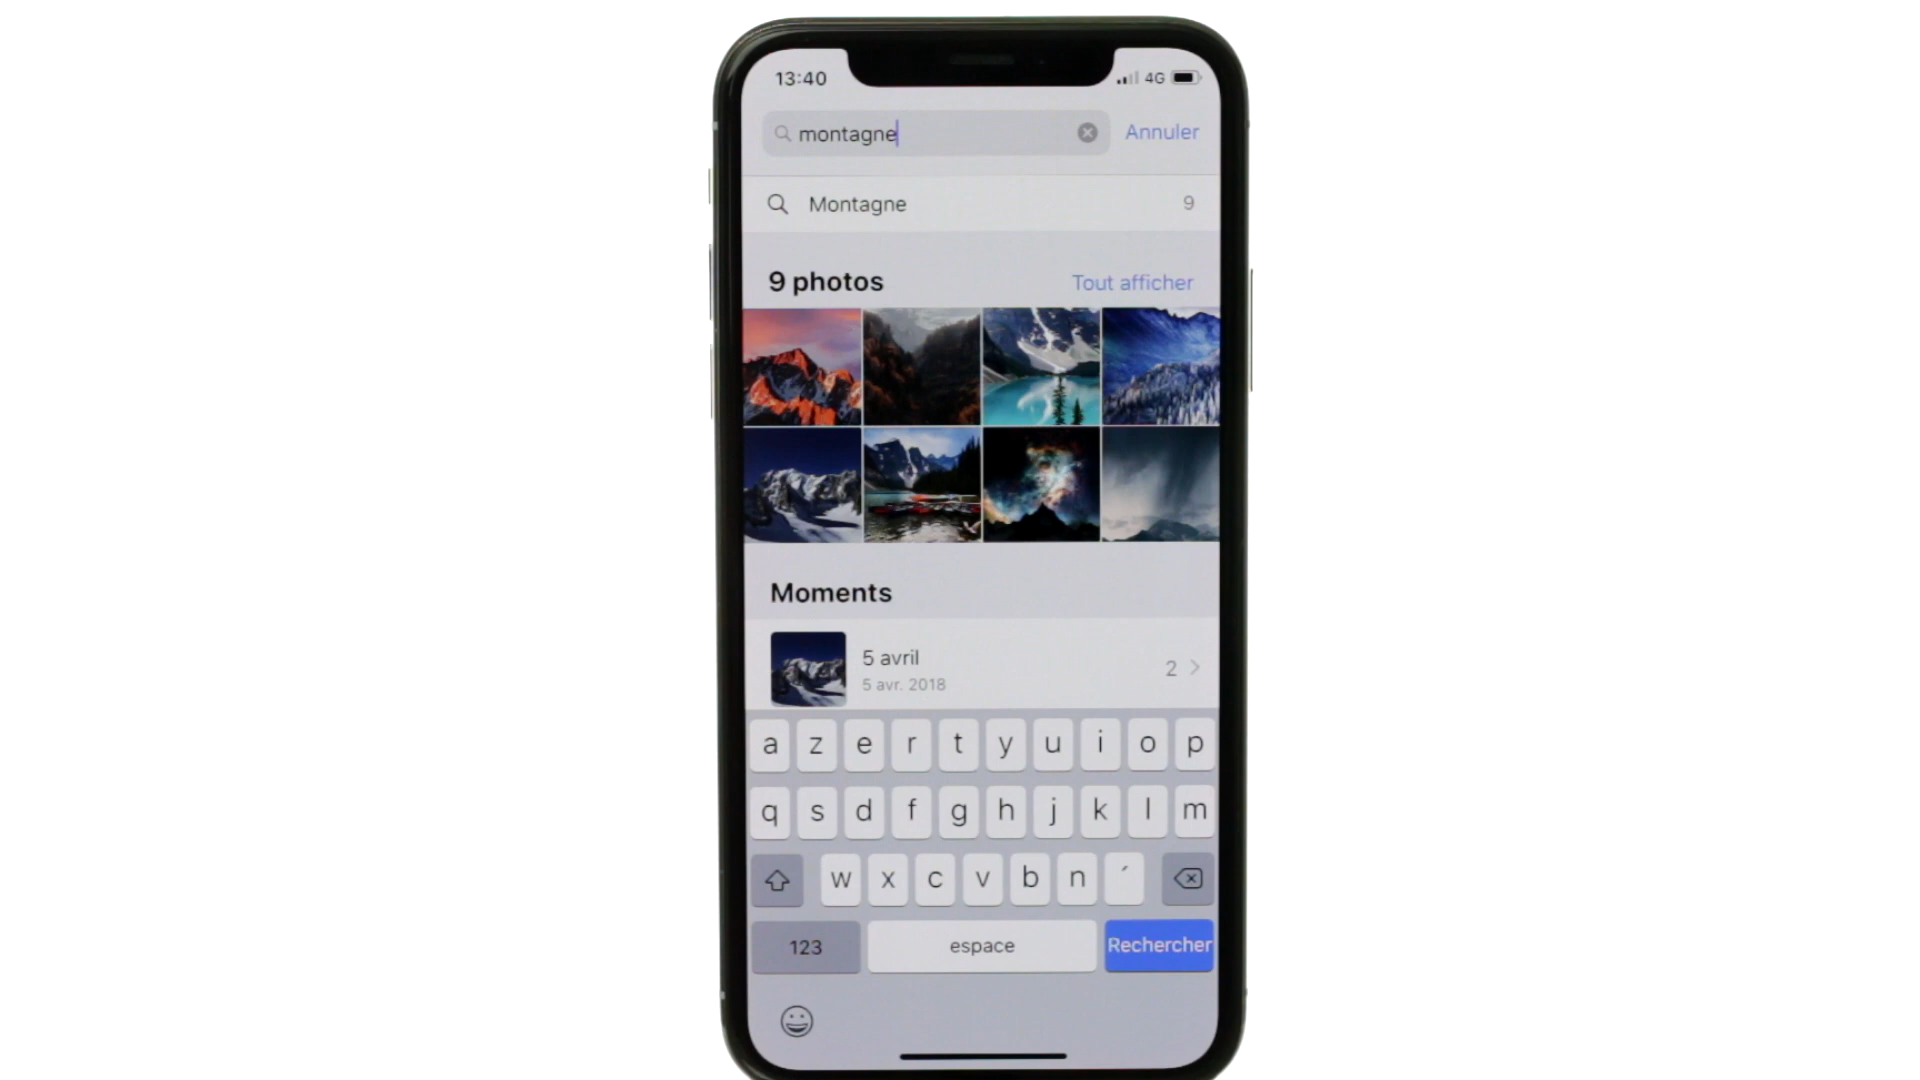 13:40 4G
montagne Annuler
Montagne 9
9 photos Tout afficher
Moments
5 avril 2
5 avr. 2018
a z e r t y u i o p
q s d f g h j k l m
w x c v b n ´
123 espace Rechercher